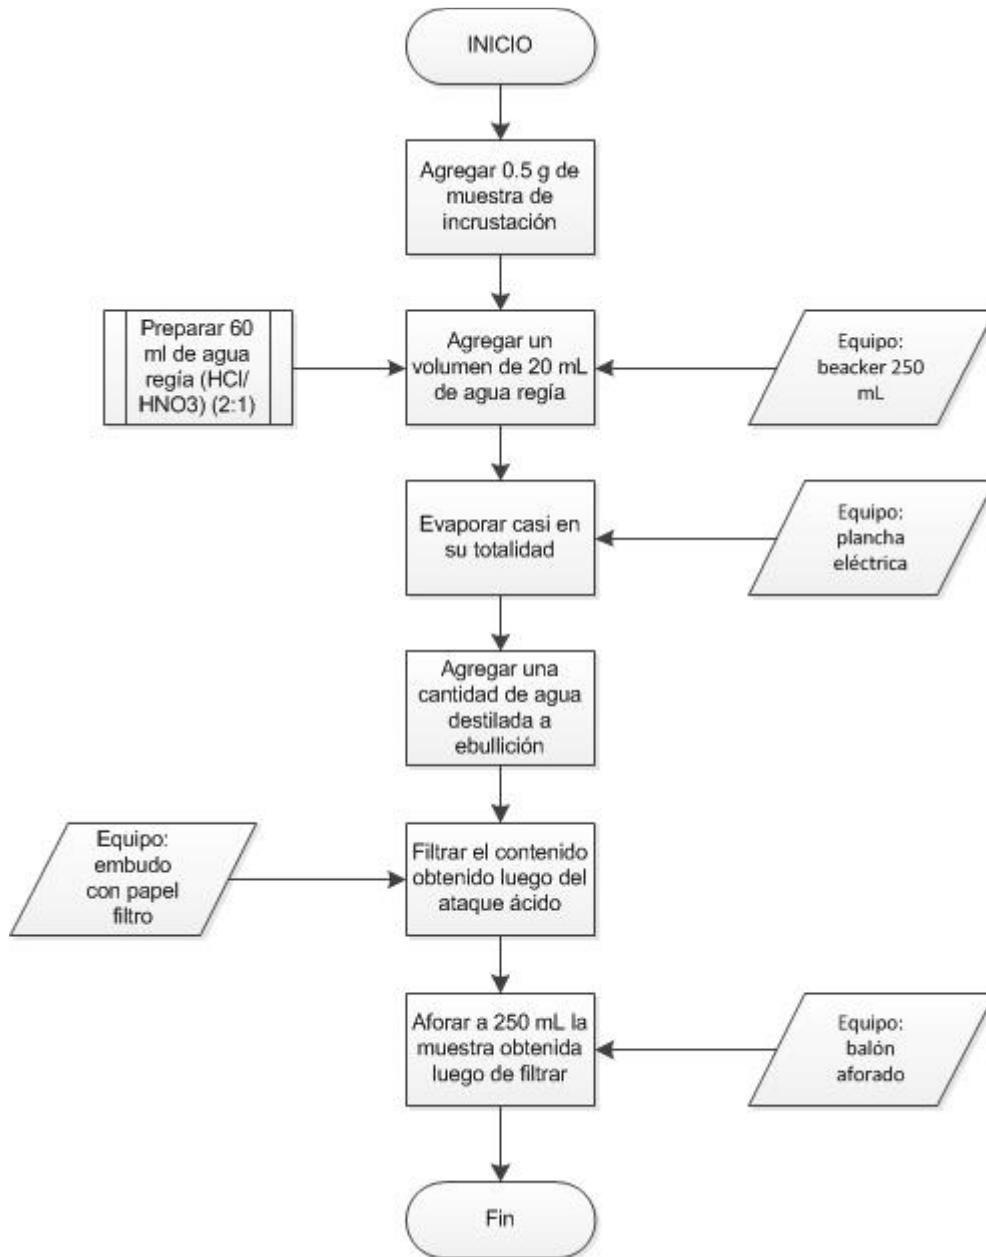 INICIO
Agregar 0.5 g de
muestra de
incrustación
Preparar 60
ml de agua
regía (HCl/
HNO3) (2:1)
Agregar un
volumen de 20 mL
de agua regía
Equipo:
beacker 250
mL
Evaporar casi en
su totalidad
Equipo:
plancha
eléctrica
Agregar una
cantidad de agua
destilada a
ebullición
Equipo:
embudo
con papel
filtro
Filtrar el contenido
obtenido luego del
ataque ácido
Aforar a 250 mL la
muestra obtenida
luego de filtrar
Equipo:
balón
aforado
Fin